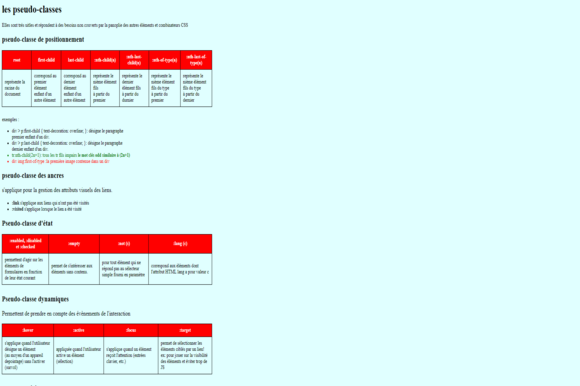 les pseudo-classes
Elles sont très utiles et répondent à des besoins non couverts par la panoplie des autres éléments et combinateurs CSS
pseudo-classe de positionnement
:root :first-child :last-child :nth-child(n) :nth-last-child(n) :nth-of-type(n) :nth-last-of-type(n)
représente la racine du document
correspond au premier élément enfant d'un autre élément
correspond au dernier élément enfant d'un autre élément
représente le nième élément fils à partir du premier
représente le nième élément fils à partir du dernier
représente le nième élément fils du type à partir du premier
représente le nième élément fils du type à partir du dernier
exemples :
div > p:first-child { text-decoration: overline; }: désigne le paragraphe
premier enfant d'un div.
div > p:last-child { text-decoration: overline; }: désigne le paragraphe
dernier enfant d'un div.
tr:nth-child(2n+1): tous les tr fils impairs
div img:first-of-type: la première image contenue dans un div
pseudo-classe des ancres
s'applique pour la gestion des attributs visuels des liens.
:link s'applique aux liens qui n'ont pas été visités
:visited s'applique lorsque le lien a été visité
Pseudo-classe d'état
:enabled, :disabled et :checked :empty :not (s) :lang (c)
permettent d'agir sur les éléments de formulaires en fonction de leur état courant
permet de s'intéresser aux éléments sans contenu.
pour tout élément qui ne répond pas au sélecteur simple fourni en paramètre
correspond aux éléments dont l'attribut HTML lang a pour valeur c
Pseudo-classe dynamiques
Permettent de prendre en compte des évènements de l'interaction
:hover :active :focus :target
s'applique quand l'utilisateur désigne un élément (au moyen d'un appareil de pointage) sans l'activer (survol)
appliquée quand l'utilisateur active un élément (sélection)
s'applique quand un élément reçoit l'attention (entrées clavier, etc.)
permet de sélectionner les éléments ciblés par un lien! ex: pour jouer sur la visibilité des éléments et éviter trop de JS